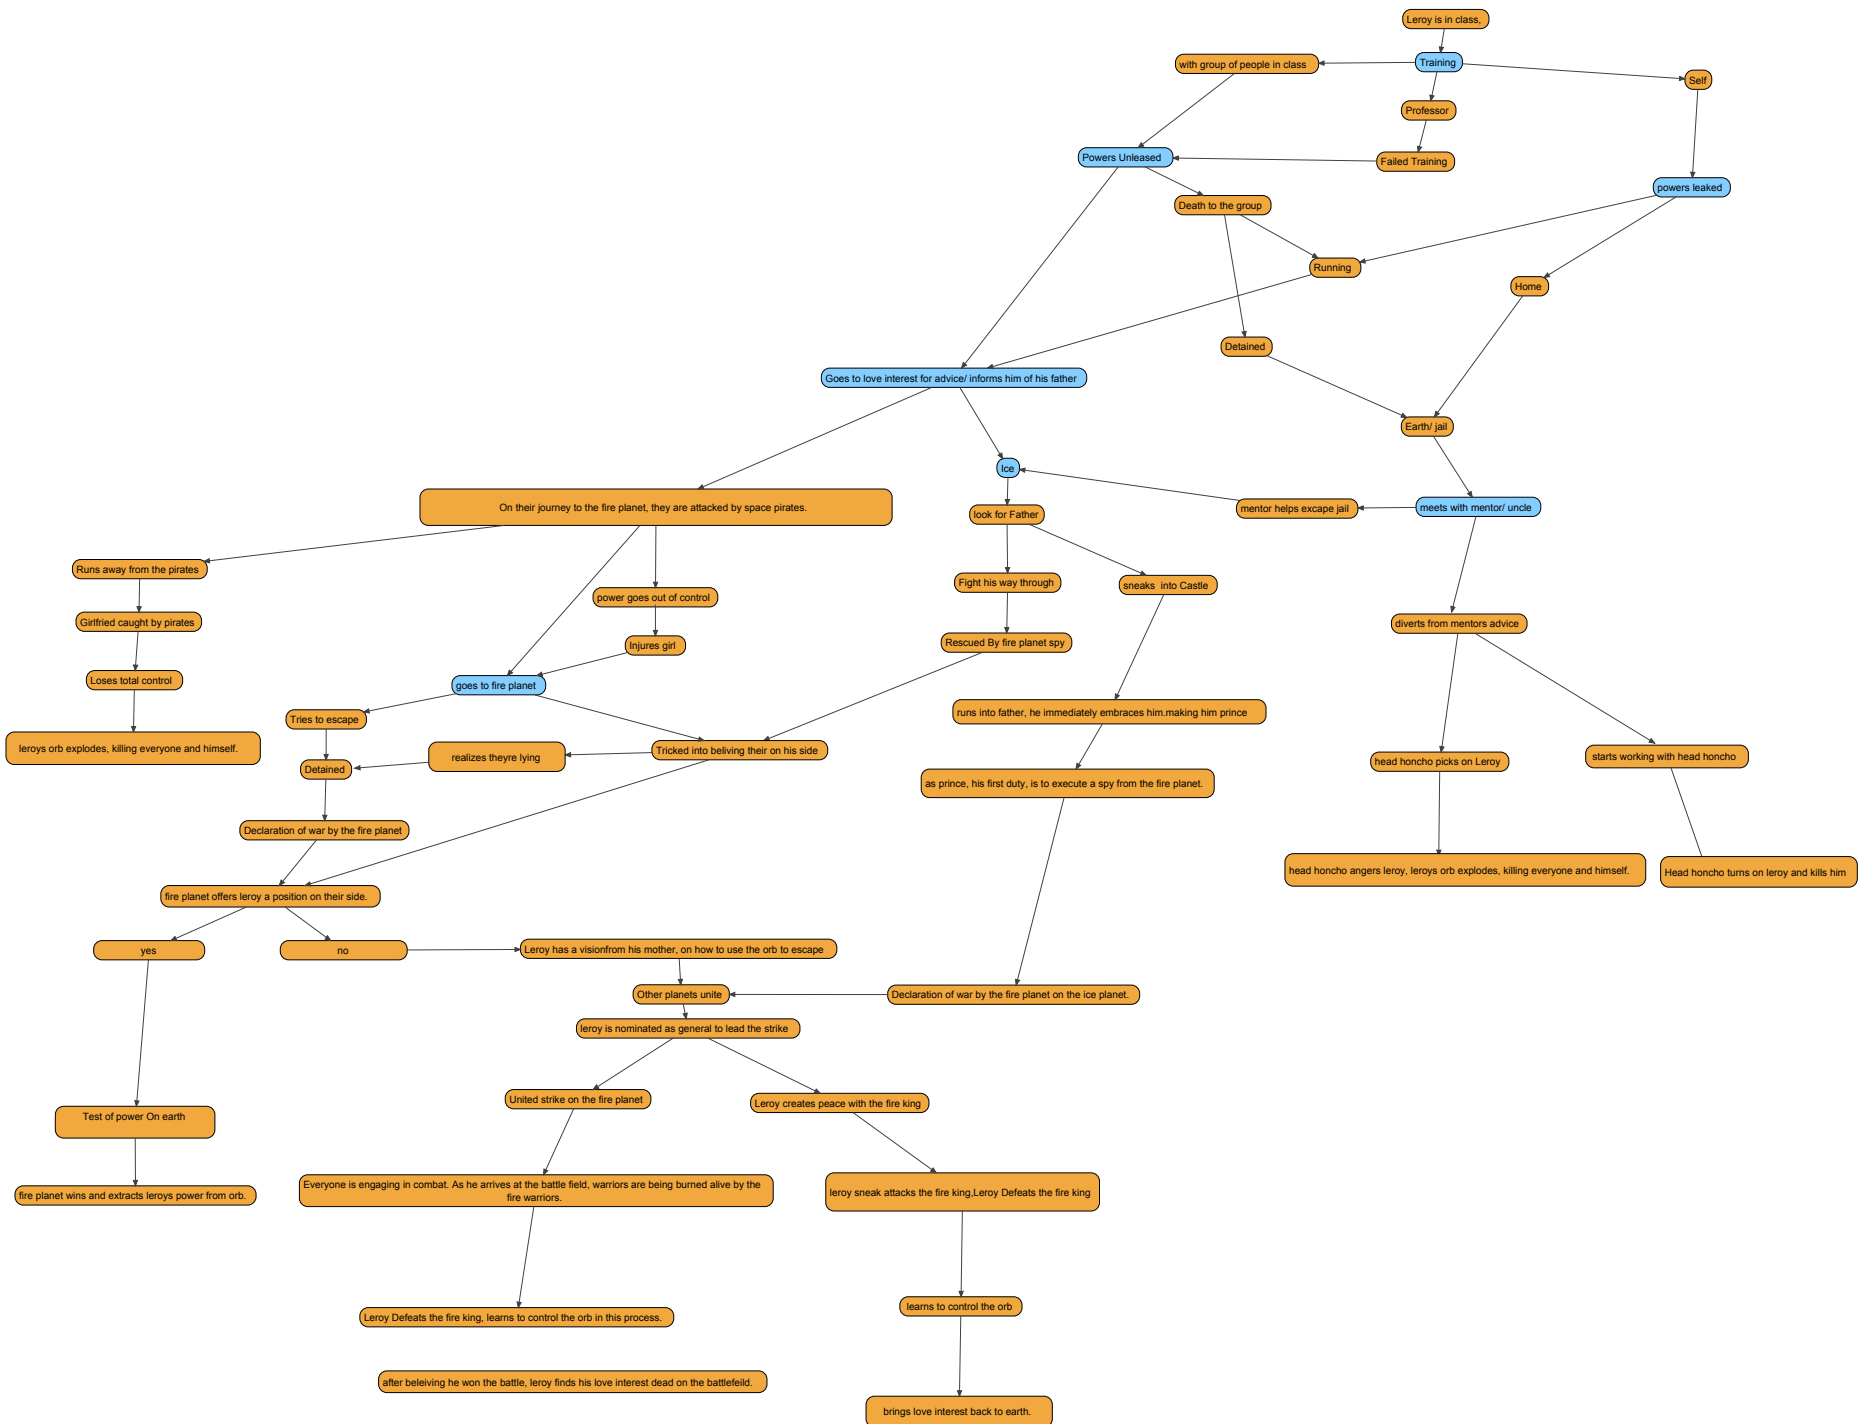 Leroy is in class,
with group of people in class
Training
Self
Professor
Powers Unleased
Failed Training
powers leaked
Death to the group
Running
Home
Detained
Goes to love interest for advice/ informs him of his father
Earth/ jail
Ice
On their journey to the fire planet, they are attacked by space pirates.
look for Father
mentor helps excape jail
meets with mentor/ uncle
Runs away from the pirates
Fight his way through
sneaks  into Castle
power goes out of control
Girlfried caught by pirates
diverts from mentors advice
Injures girl
Rescued By fire planet spy
Loses total control
goes to fire planet
runs into father, he immediately embraces him.making him prince
Tries to escape
leroys orb explodes, killing everyone and himself.
realizes theyre lying
Tricked into beliving their on his side
Detained
head honcho picks on Leroy
starts working with head honcho
as prince, his first duty, is to execute a spy from the fire planet.
Declaration of war by the fire planet
head honcho angers leroy, leroys orb explodes, killing everyone and himself.
Head honcho turns on leroy and kills him
fire planet offers leroy a position on their side.
yes
no
Leroy has a visionfrom his mother, on how to use the orb to escape
Other planets unite
Declaration of war by the fire planet on the ice planet.
leroy is nominated as general to lead the strike
United strike on the fire planet
Leroy creates peace with the fire king
Test of power On earth
fire planet wins and extracts leroys power from orb.
Everyone is engaging in combat. As he arrives at the battle field, warriors are being burned alive by the
fire warriors.
leroy sneak attacks the fire king,Leroy Defeats the fire king
learns to control the orb
Leroy Defeats the fire king, learns to control the orb in this process.
after beleiving he won the battle, leroy finds his love interest dead on the battlefeild.
brings love interest back to earth.